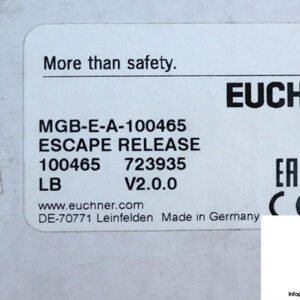 More than safety.
EUCH
MGB-E-A-100465
ESCAPE RELEASE
100465 723935
LB V2.0.0
www.euchner.com
DE-70771 Leinfelden Made in Germany